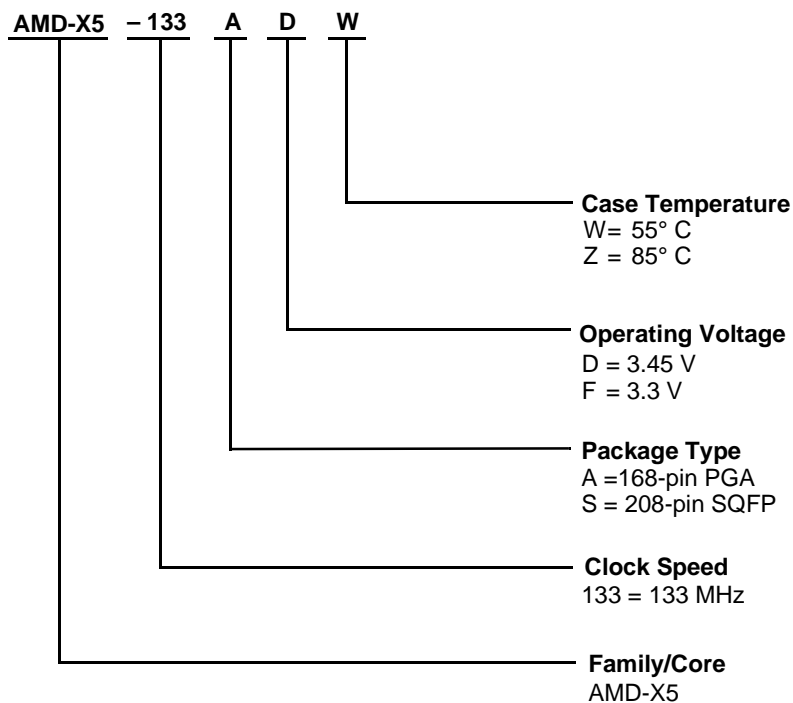 AMD-X5 –133 A D W
Case Temperature
W= 55° C
Z = 85° C
Operating Voltage
D = 3.45 V
F = 3.3 V
Package Type
A =168-pin PGA
S = 208-pin SQFP
Clock Speed
133 = 133 MHz
Family/Core
AMD-X5